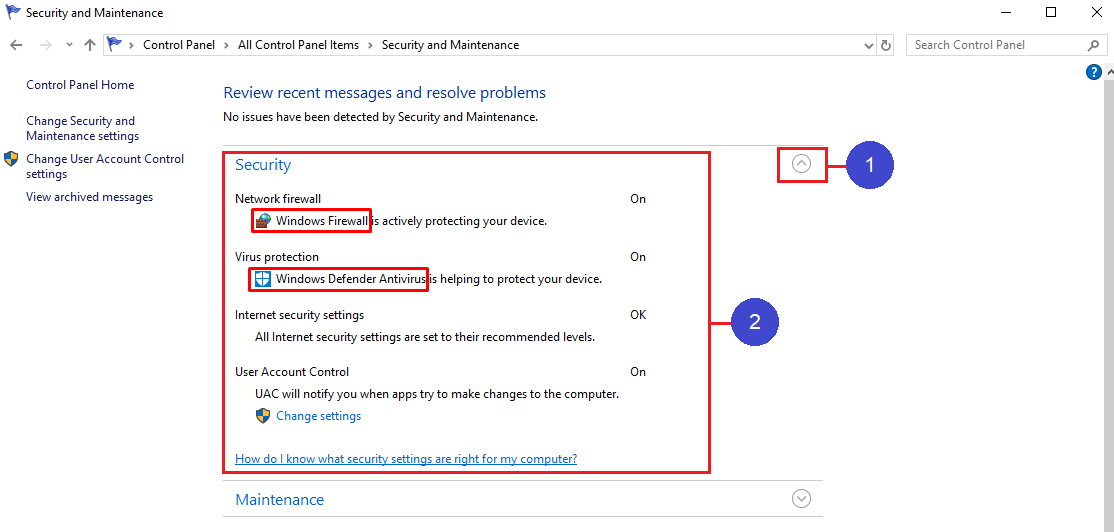 Security and Maintenance
Control Panel
All Control Panel Items
Security and Maintenance
Search Control Panel
?
Control Panel Home
Change Security and
Maintenance settings
Change User Account Control
settings
View archived messages
Review recent messages and resolve problems
No issues have been detected by Security and Maintenance.
Security
1
Network firewall On
Windows Firewall is actively protecting your device.
Virus protection On
Windows Defender Antivirus is helping to protect your device.
Internet security settings OK
2
All Internet security settings are set to their recommended levels.
User Account Control On
UAC will notify you when apps try to make changes to the computer.
Change settings
How do I know what security settings are right for my computer?
Maintenance